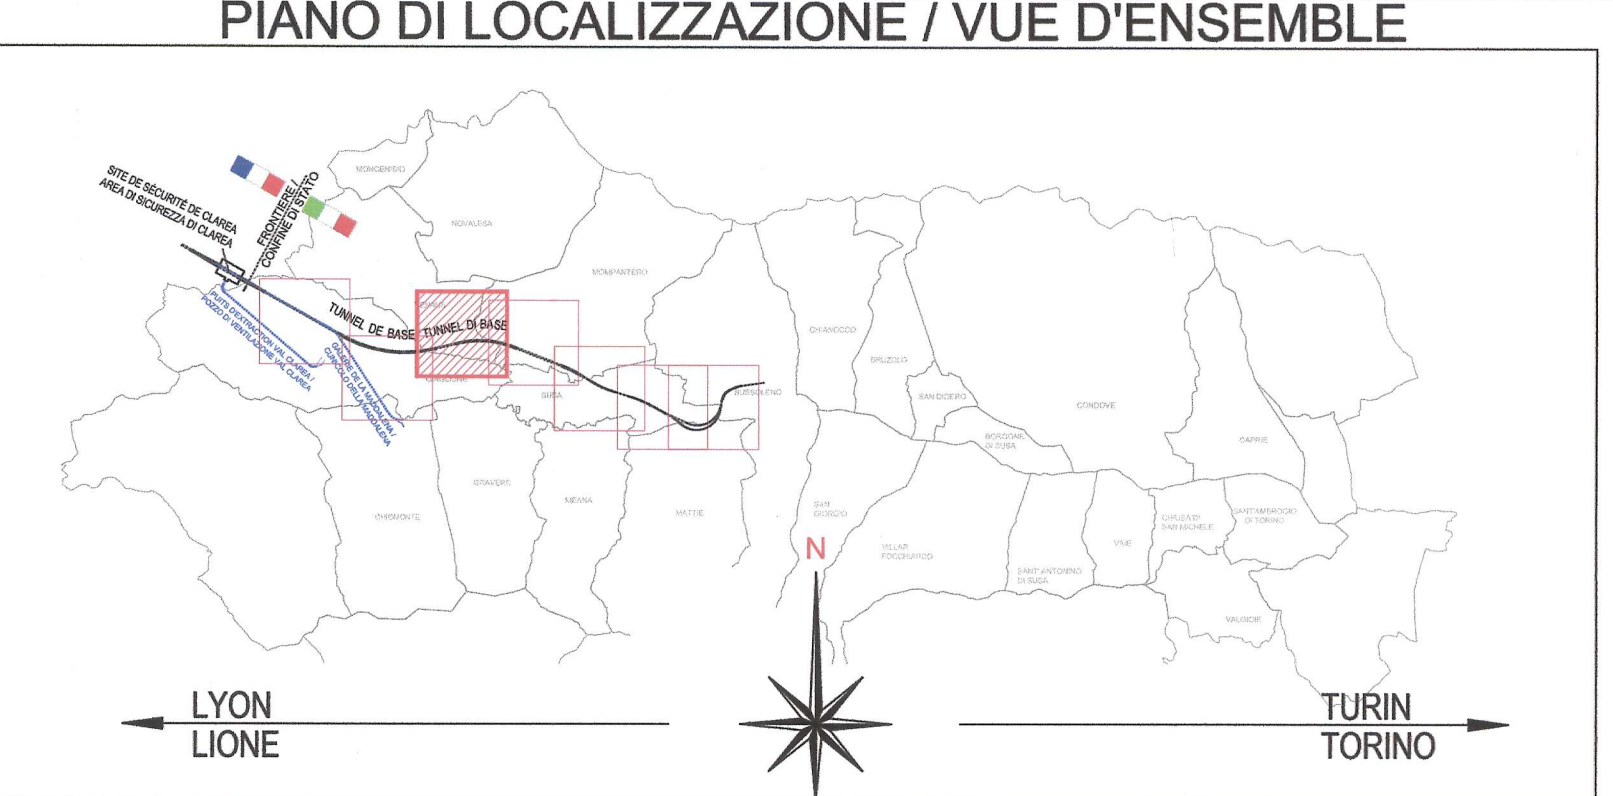 PIANO DI LOCALIZZAZIONE / VUE D'ENSEMBLE
SITE DE SÉCURITÉ DE CLAREA
AREA DI SICUREZZA DI CLAREA
FRONTIERE /
CONFINE DI STATO
MONCENISIO
NOVALESA
MOMPANTERO
TUNNEL DE BASE
TUNNEL DI BASE
PUITS D'EXTRACTION VAL CLAREA /
POZZO DI VENTILAZIONE VAL CLAREA
GALERIE DE LA MADDALENA /
CUNICOLO DELLA MADDALENA
SUSA
BUSSOLENO
CHIANOCCO
BRUZOLO
SAN DIDERO
CONDOVE
BORGONE
DI SUSA
CAPRIE
CHIOMONTE
GRAVERE
MEANA
MATTIE
SAN
GIORIO
VILLAR
FOCCHIARDO
SANT'ANTONINO
DI SUSA
VAIE
CHIUSA DI
SAN MICHELE
SANT'AMBROGIO
DI TORINO
VALGIOIE
N
LYON
LIONE
TURIN
TORINO